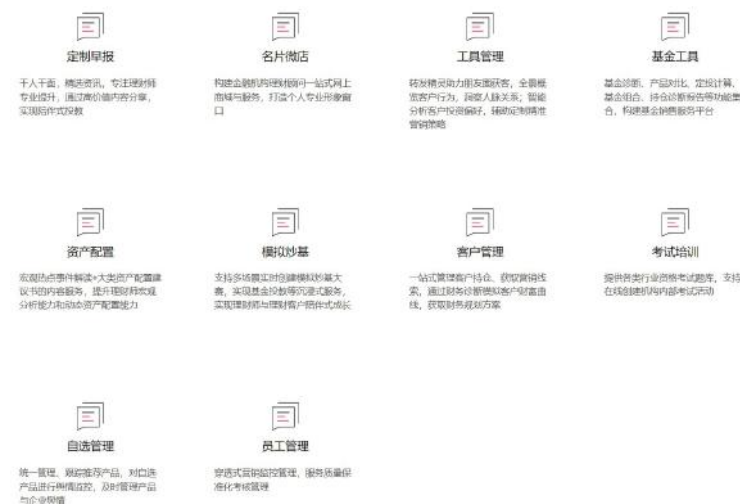 定制早报
千人千面，精选资讯，专注理财师
专业提升，通过高价值内容分享，
实现陪伴式投教
名片微店
构建金融机构理财顾问一站式网上
商城与服务，打造个人专业形象窗
口
工具管理
转发精灵助力朋友圈获客，全景概
览客户行为，洞察人脉关系；智能
分析客户投资偏好，辅助定制精准
营销策略
基金工具
基金诊断、产品对比、定投计算、
基金组合、持仓诊断报告等功能集
合，构建基金销售服务平台
资产配置
宏观热点事件解读+大类资产配置建
议书的内容服务，提升理财师宏观
分析能力和动态资产配置能力
模拟炒基
支持多场景实时创建模拟炒基大
赛，实现基金投教等沉浸式服务，
实现理财师与理财客户陪伴式成长
客户管理
一站式管理客户持仓、获取营销线
索，通过财务诊断模拟客户财富曲
线，获取财务规划方案
考试培训
提供各类行业资格考试题库，支持
在线创建机构内部考试活动
自选管理
统一管理、跟踪推荐产品，对自选
产品进行舆情监控，及时管理产品
与企业舆情
员工管理
穿透式营销监控管理，服务质量保
准化考核管理